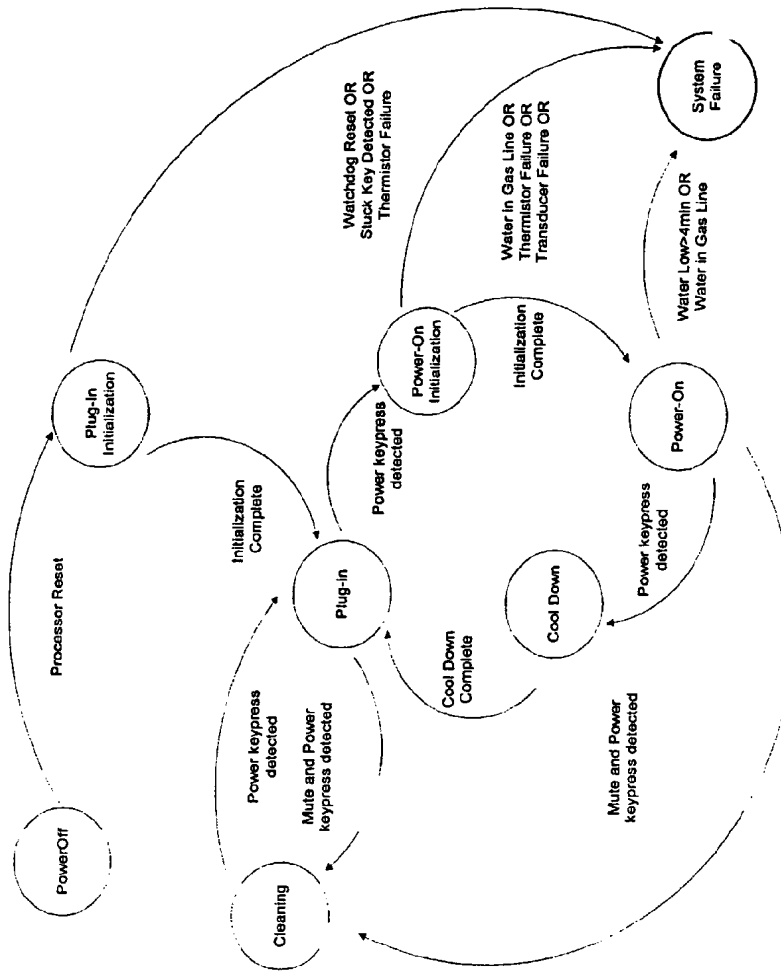 PowerOff
Processor Reset
Plug-In
Initialization
Watchdog Reset OR
Stuck Key Detected OR
Thermistor Failure
Initialization
Complete
Cleaning
Power keypress
detected
Mute and Power
keypress detected
Plug-In
Power keypress
detected
Power-On
Initialization
Water in Gas Line OR
Thermistor Failure OR
Transducer Failure OR
Initialization
Complete
Cool Down
Complete
Cool Down
Power keypress
detected
Power-On
Water Low>4min OR
Water in Gas Line
System
Failure
Mute and Power
keypress detected